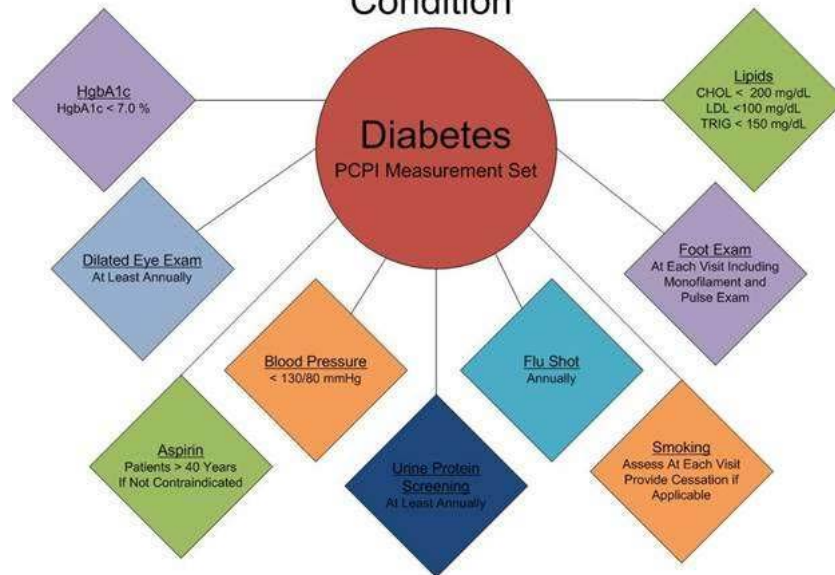 Condition
Diabetes
PCPI Measurement Set
HgbA1c
HgbA1c < 7.0 %
Lipids
CHOL < 200 mg/dL
LDL <100 mg/dL
TRIG < 150 mg/dL
Dilated Eye Exam
At Least Annually
Foot Exam
At Each Visit Including
Monofilament and
Pulse Exam
Blood Pressure
< 130/80 mmHg
Flu Shot
Annually
Aspirin
Patients > 40 Years
If Not Contraindicated
Urine Protein
Screening
At Least Annually
Smoking
Assess At Each Visit
Provide Cessation if
Applicable